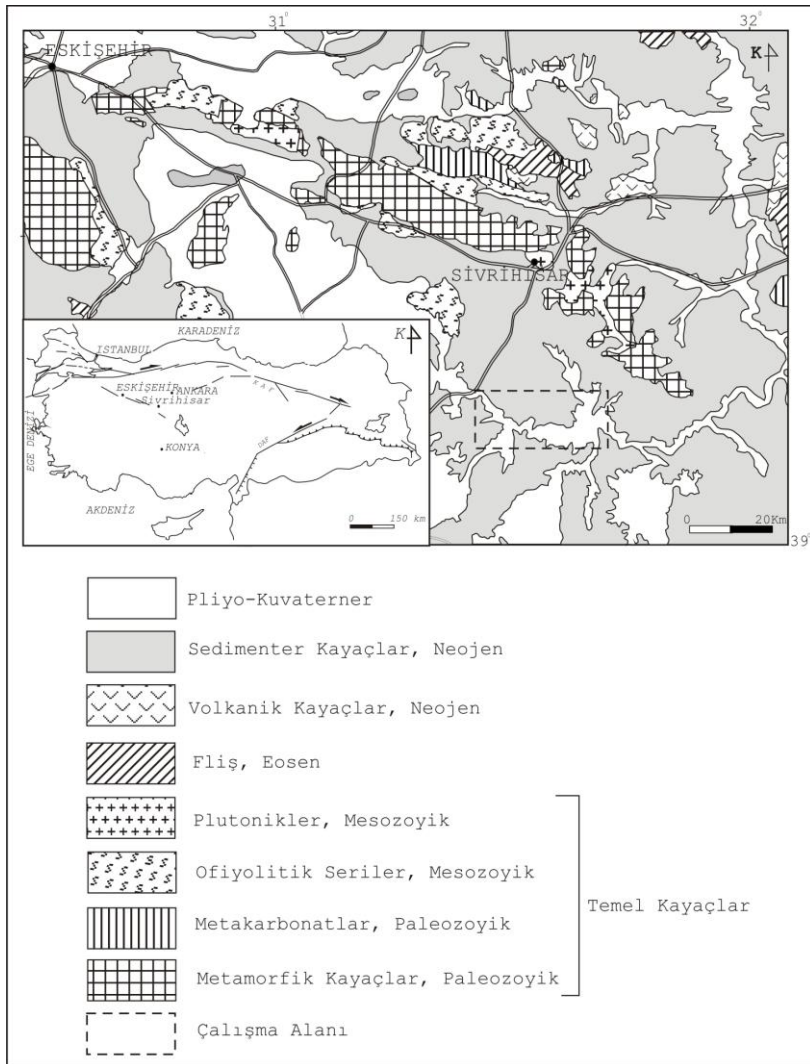 31°
32°
ESKİŞEHİR
K
SİVRİHİSAR
KARADENİZ
K
ISTANBUL
ESKİŞEHİR
ANKARA
Sivrihisar
K A F
EGE DENİZİ
KONYA
DAF
AKDENİZ
0 150 km
0 20Km
39°
Pliyo-Kuvaterner
Sedimenter Kayaçlar, Neojen
Volkanik Kayaçlar, Neojen
Fliş, Eosen
Plutonikler, Mesozoyik
Ofiyolitik Seriler, Mesozoyik
Temel Kayaçlar
Metakarbonatlar, Paleozoyik
Metamorfik Kayaçlar, Paleozoyik
Çalışma Alanı